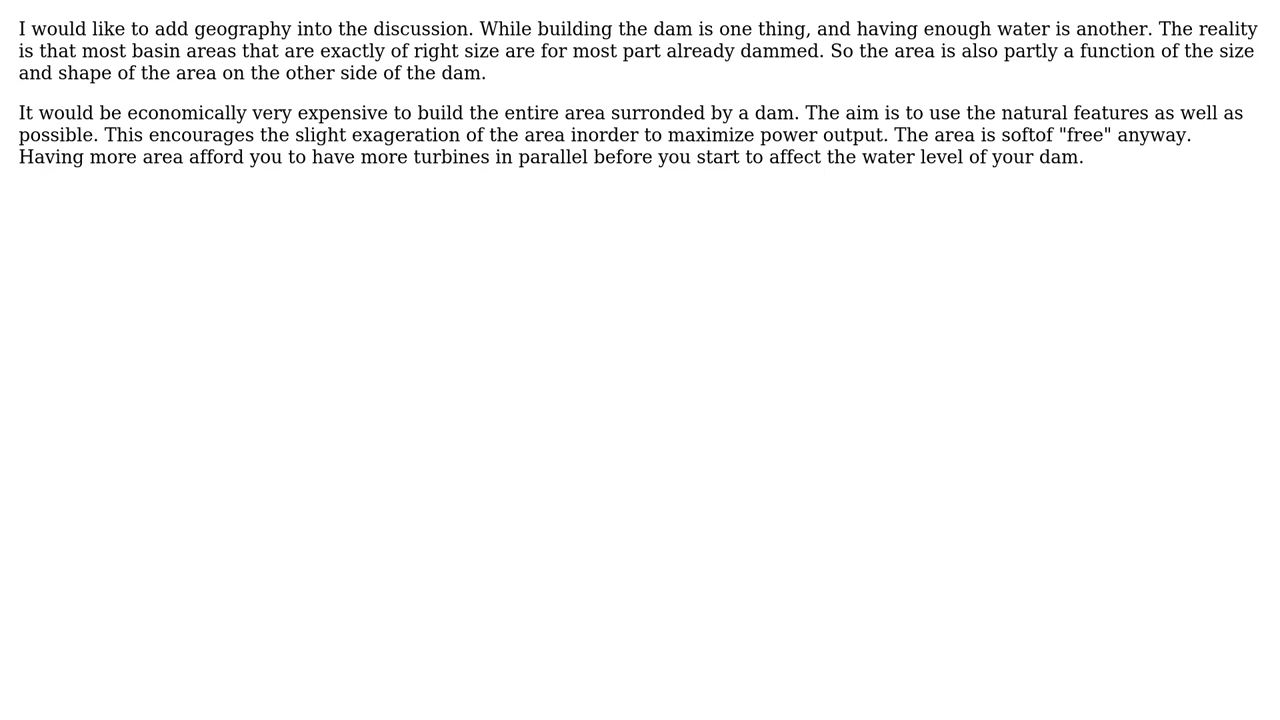 I would like to add geography into the discussion. While building the dam is one thing, and having enough water is another. The reality
is that most basin areas that are exactly of right size are for most part already dammed. So the area is also partly a function of the size
and shape of the area on the other side of the dam.
It would be economically very expensive to build the entire area surronded by a dam. The aim is to use the natural features as well as
possible. This encourages the slight exageration of the area inorder to maximize power output. The area is softof "free" anyway.
Having more area afford you to have more turbines in parallel before you start to affect the water level of your dam.